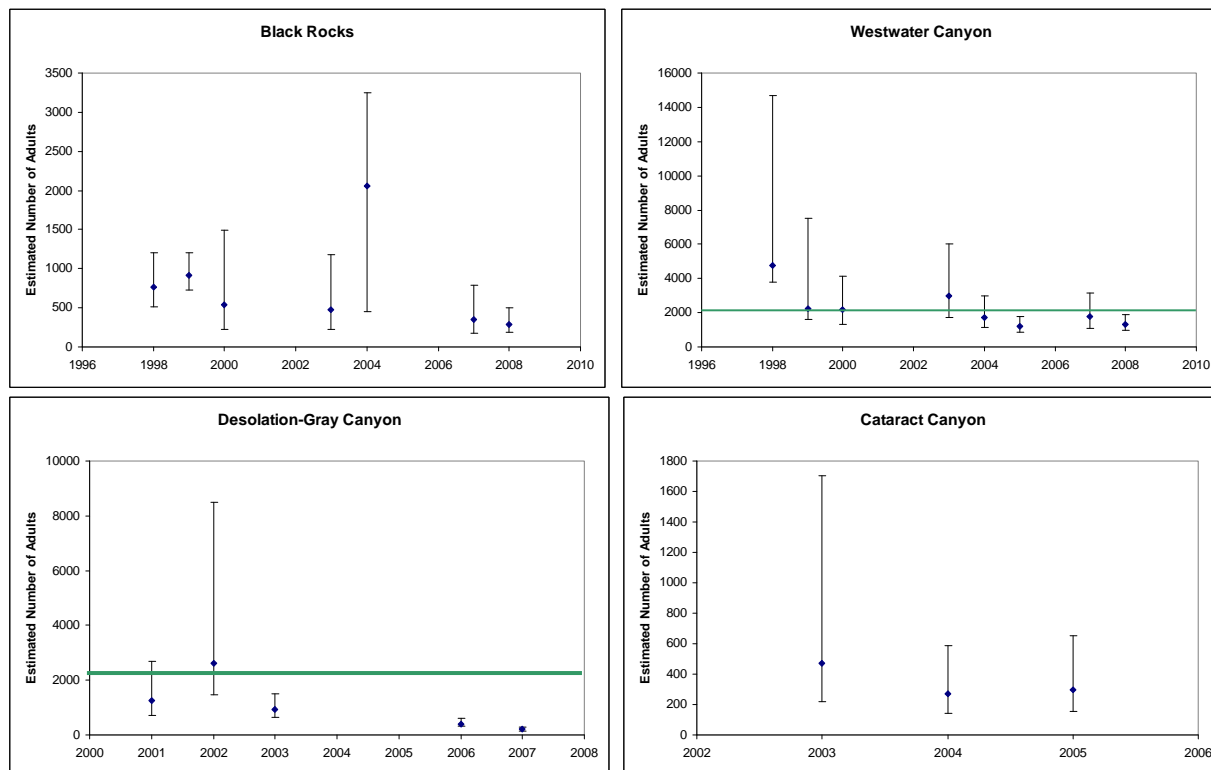 Black Rocks
Estimated Number of Adults
3500
3000
2500
2000
1500
1000
500
0
1996 1998 2000 2002 2004 2006 2008 2010
Westwater Canyon
Estimated Number of Adults
16000
14000
12000
10000
8000
6000
4000
2000
0
1996 1998 2000 2002 2004 2006 2008 2010
Desolation-Gray Canyon
Estimated Number of Adults
10000
8000
6000
4000
2000
0
2000 2001 2002 2003 2004 2005 2006 2007 2008
Cataract Canyon
Estimated Number of Adults
1800
1600
1400
1200
1000
800
600
400
200
0
2002 2003 2004 2005 2006